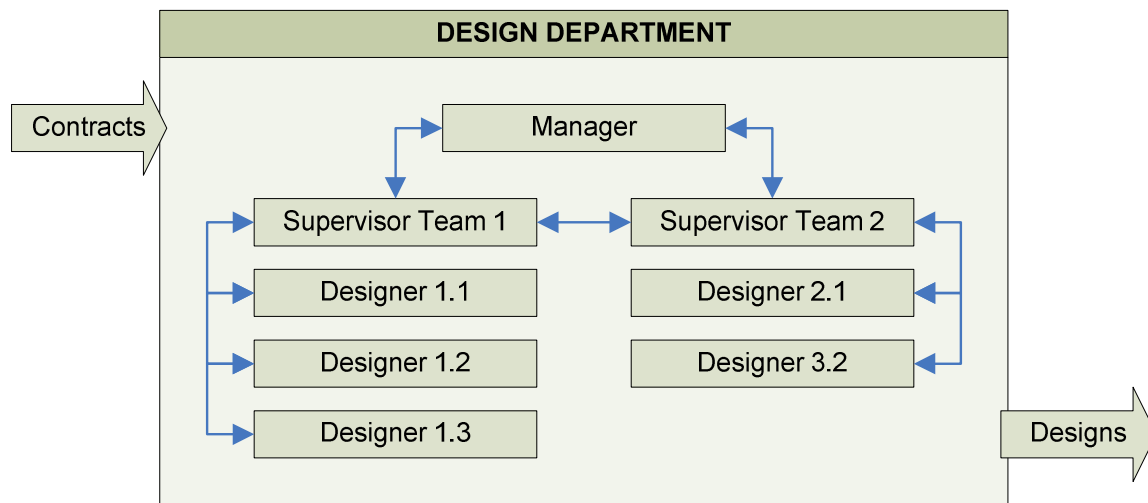 DESIGN DEPARTMENT
Contracts
Manager
Supervisor Team 1
Supervisor Team 2
Designer 1.1
Designer 2.1
Designer 1.2
Designer 3.2
Designer 1.3
Designs